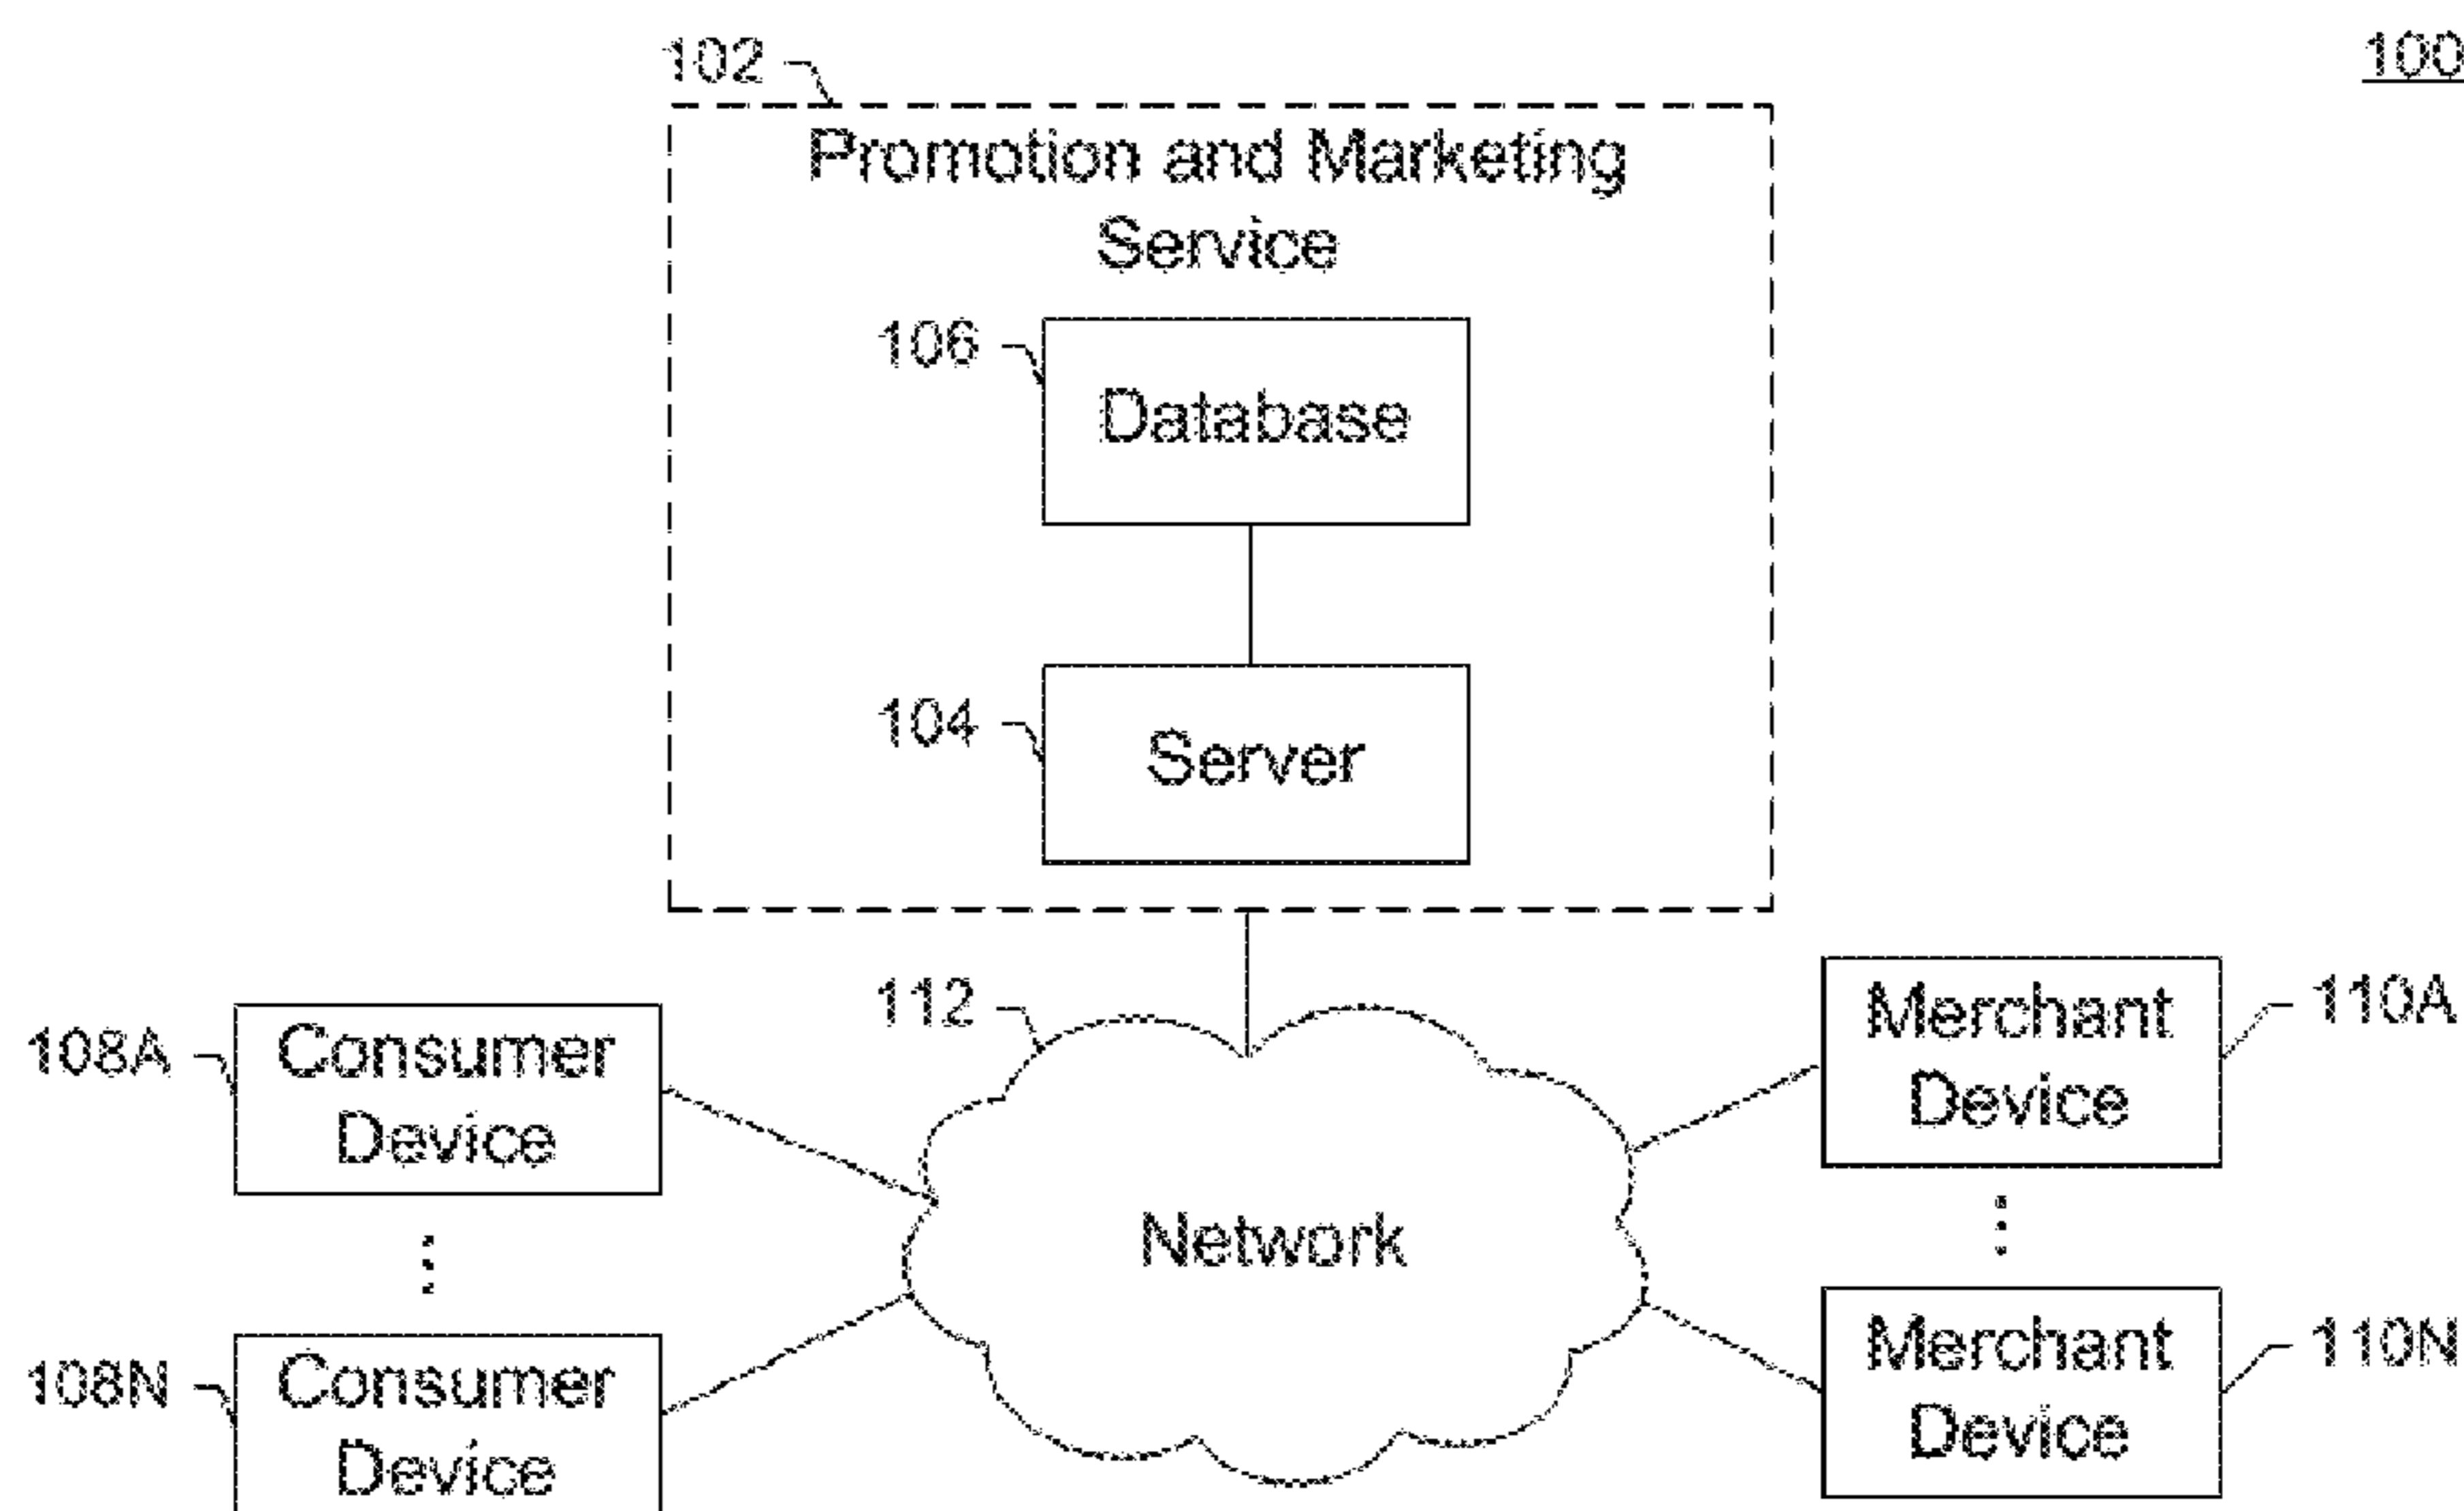 102
100
Promotion and Marketing
Service
106
Database
104
Server
112
108A
Consumer
Device
Merchant
Device
110A
Network
108N
Consumer
Device
Merchant
Device
110N